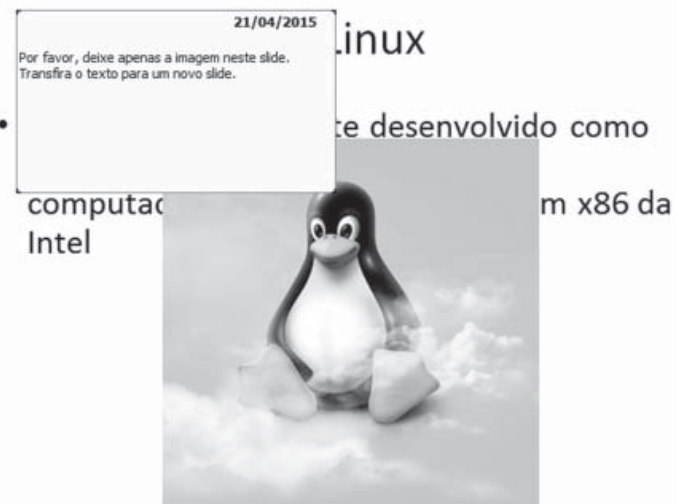 21/04/2015
Por favor, deixe apenas a imagem neste slide.
Transfira o texto para um novo slide.
inux
te desenvolvido como
m x86 da
Intel